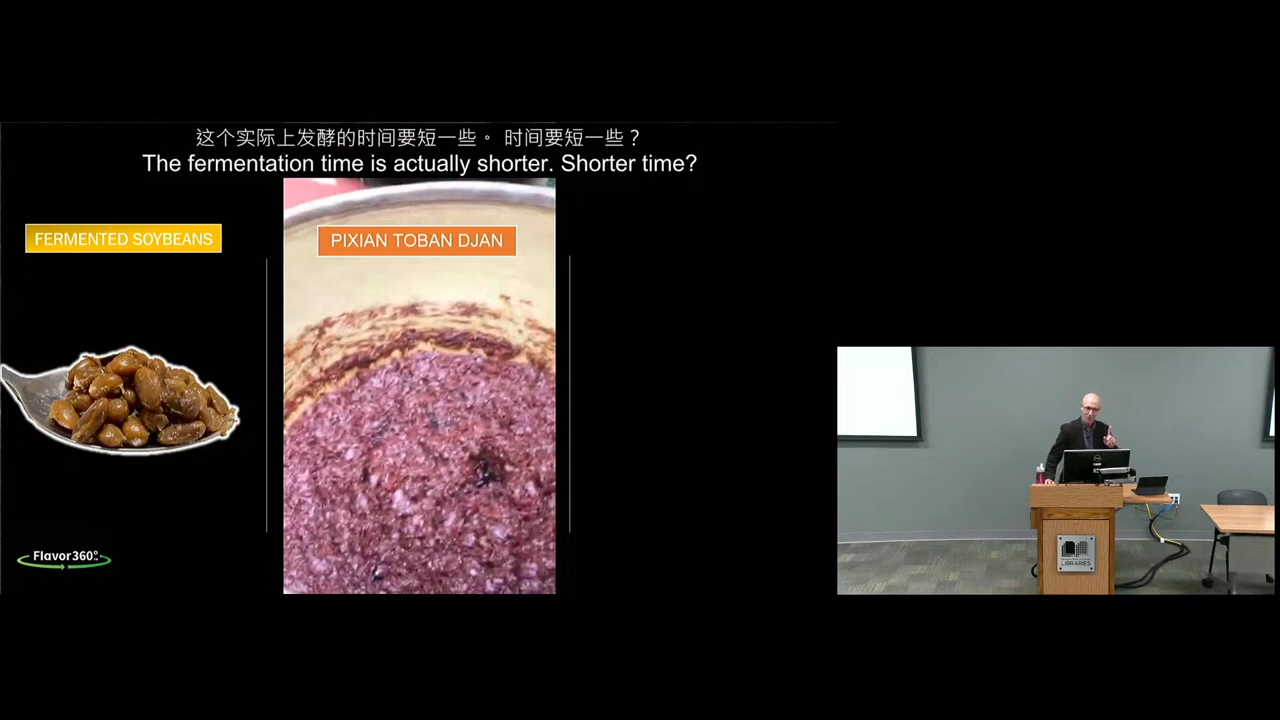 这个实际上发酵的时间要短一些。 时间要短一些？
The fermentation time is actually shorter. Shorter time?
FERMENTED SOYBEANS
PIXIAN TOBAN DJAN
Flavor360°
LIBRARIES